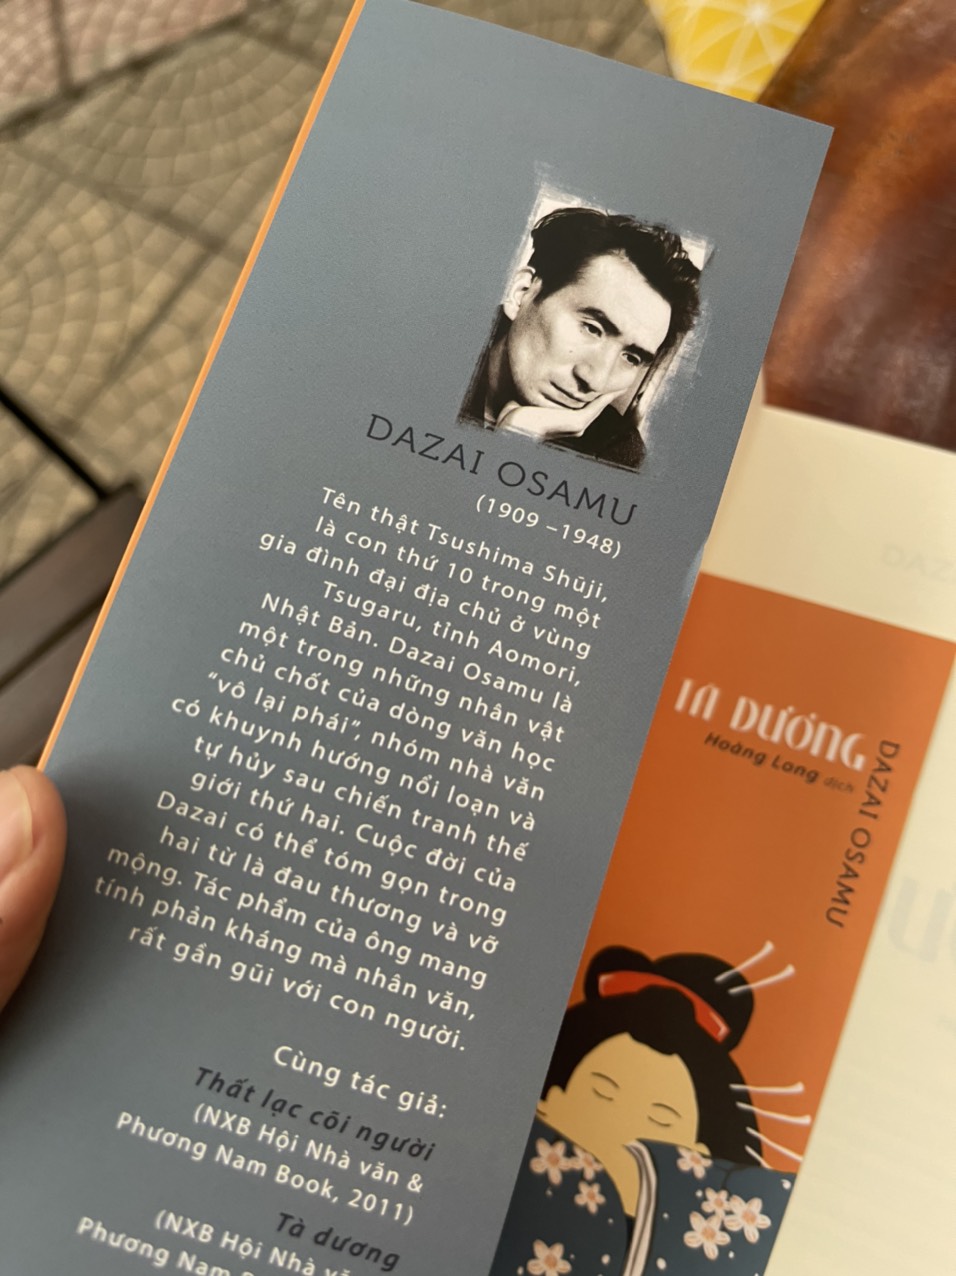 DAZAI OSAMU
(1909 –1948)
Tên thật Tsushima Shūji,
là con thứ 10 trong một
gia đình đại địa chủ ở vùng
Tsugaru, tỉnh Aomori,
Nhật Bản. Dazai Osamu là
một trong những nhân vật
chủ chốt của dòng văn học
“vô lại phái”, nhóm nhà văn
có khuynh hướng nổi loạn và
tự hủy sau chiến tranh thế
giới thứ hai. Cuộc đời của
Dazai có thể tóm gọn trong
hai từ là đau thương và vỡ
mộng. Tác phẩm của ông mang
tính phản kháng mà nhân văn,
rất gần gũi với con người.
Cùng tác giả:
Thất lạc cõi người
(NXB Hội Nhà văn &
Phương Nam Book, 2011)
Tà dương
(NXB Hội Nhà
Phương Nam
DƯƠNG
Hoàng Long dịch
DAZAI OSAMU